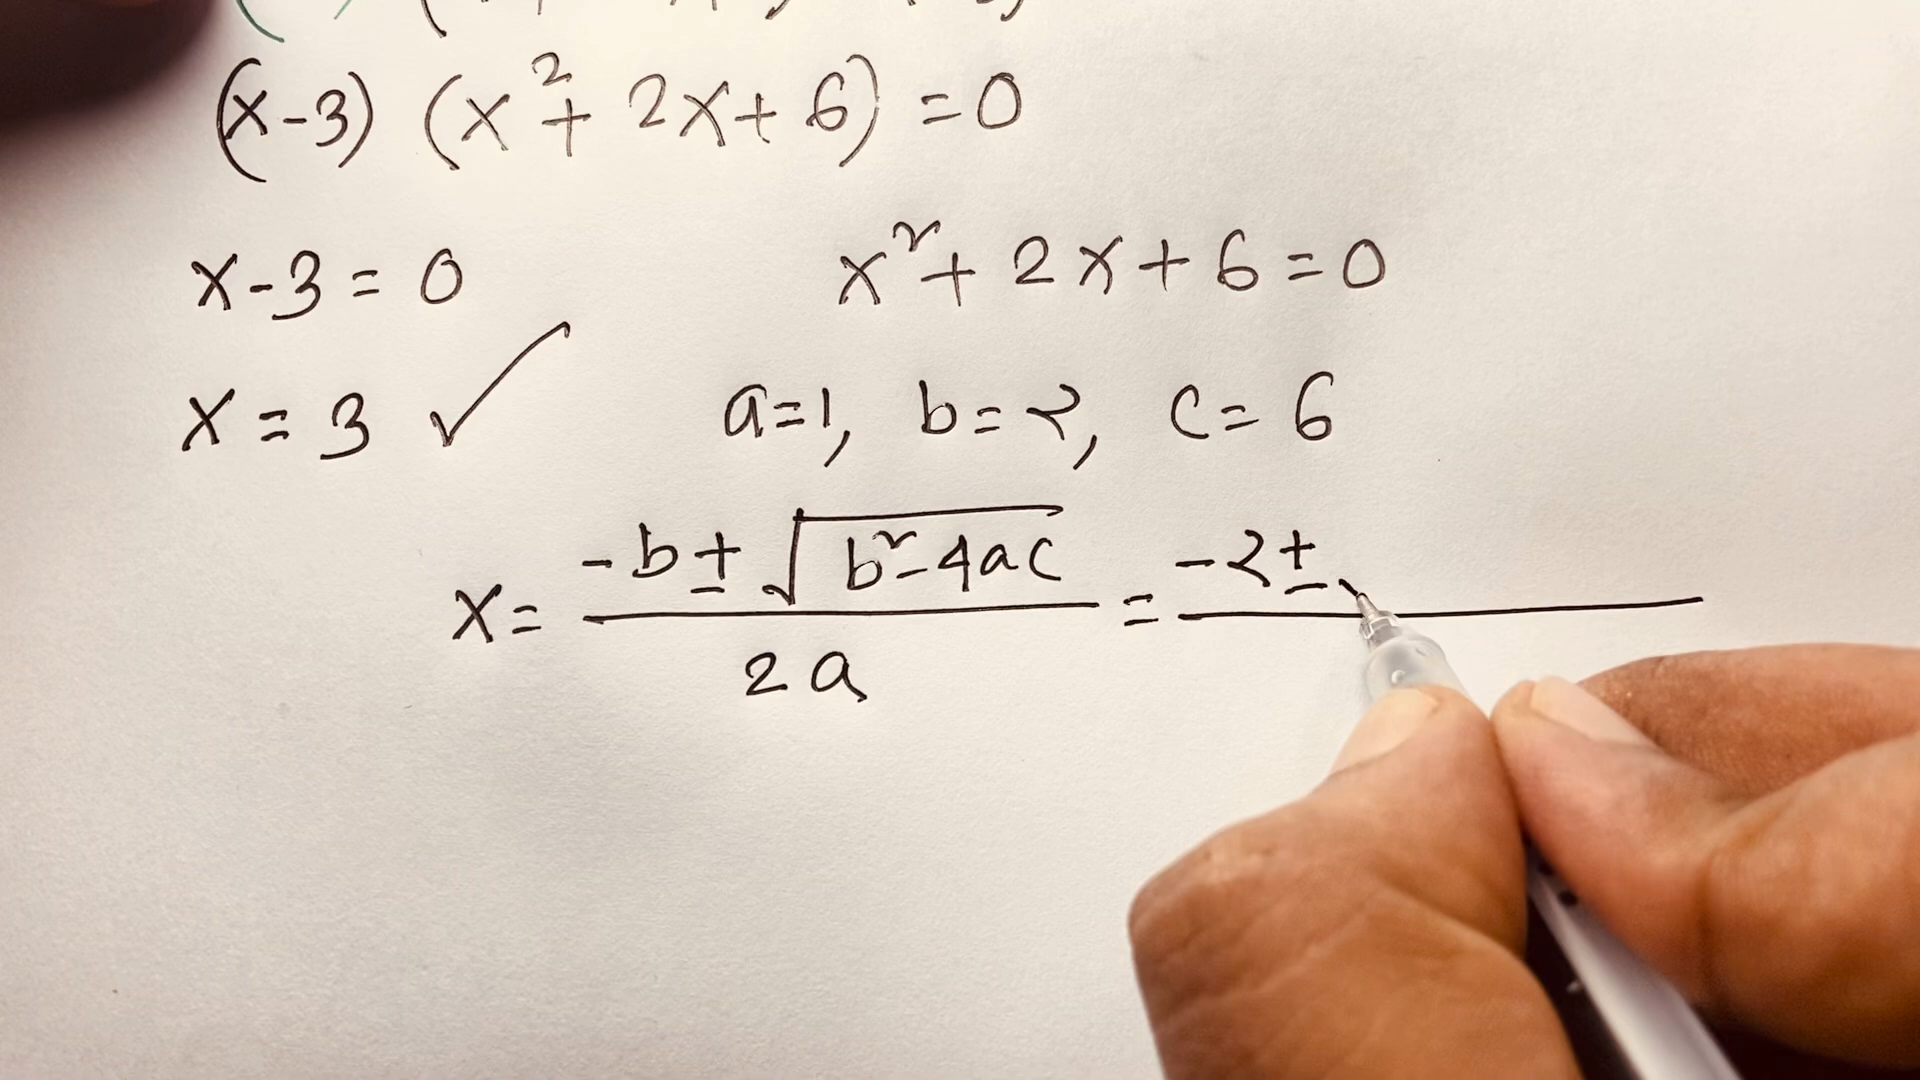 (x-3) (x²+ 2x+6) =0
x-3= 0 x²+ 2x+6=0
x = 3 ✓ a=1, b=2, c=6
x= (-b±√(b²-4ac))/(2a) = -2±